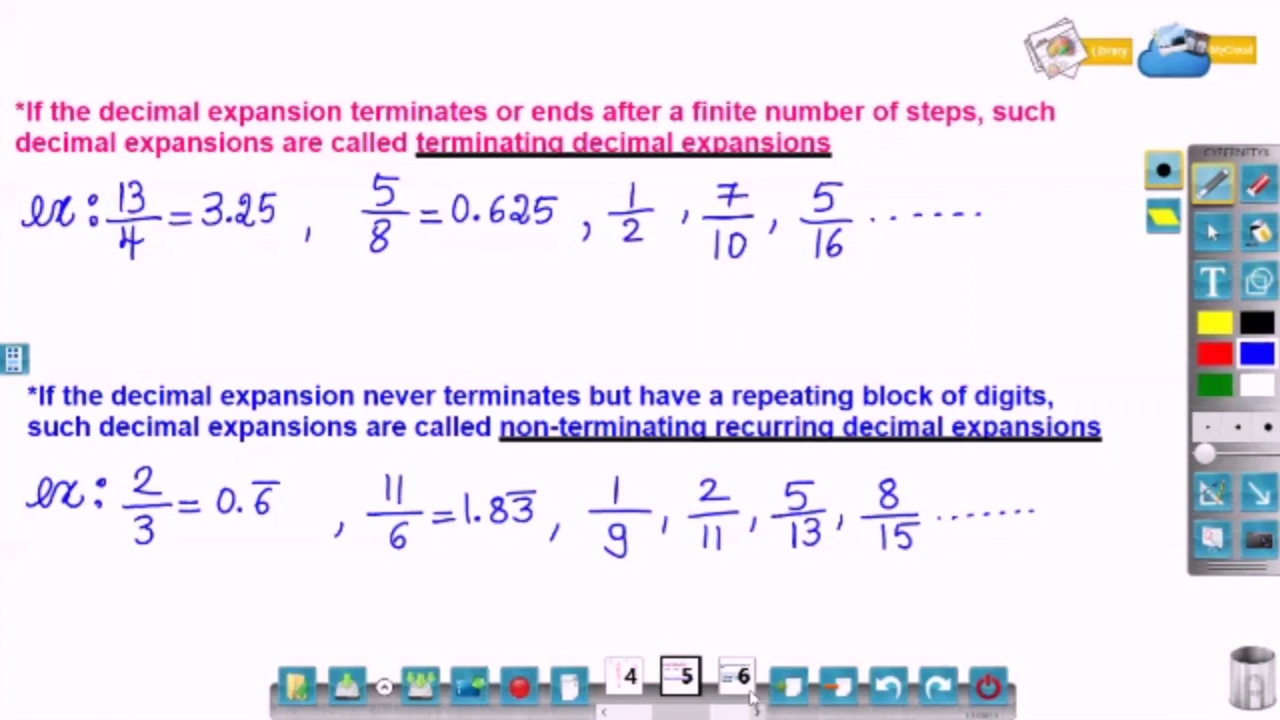 Library
MyCloud
*If the decimal expansion terminates or ends after a finite number of steps, such
decimal expansions are called terminating decimal expansions
ex: 13/4 = 3.25 , 5/8 = 0.625 , 1/2 , 7/10 , 5/16 .......
*If the decimal expansion never terminates but have a repeating block of digits,
such decimal expansions are called non-terminating recurring decimal expansions
ex: 2/3 = 0.6̅ , 11/6 = 1.83̅ , 1/9 , 2/11 , 5/13 , 8/15 .......
T
4 5 6